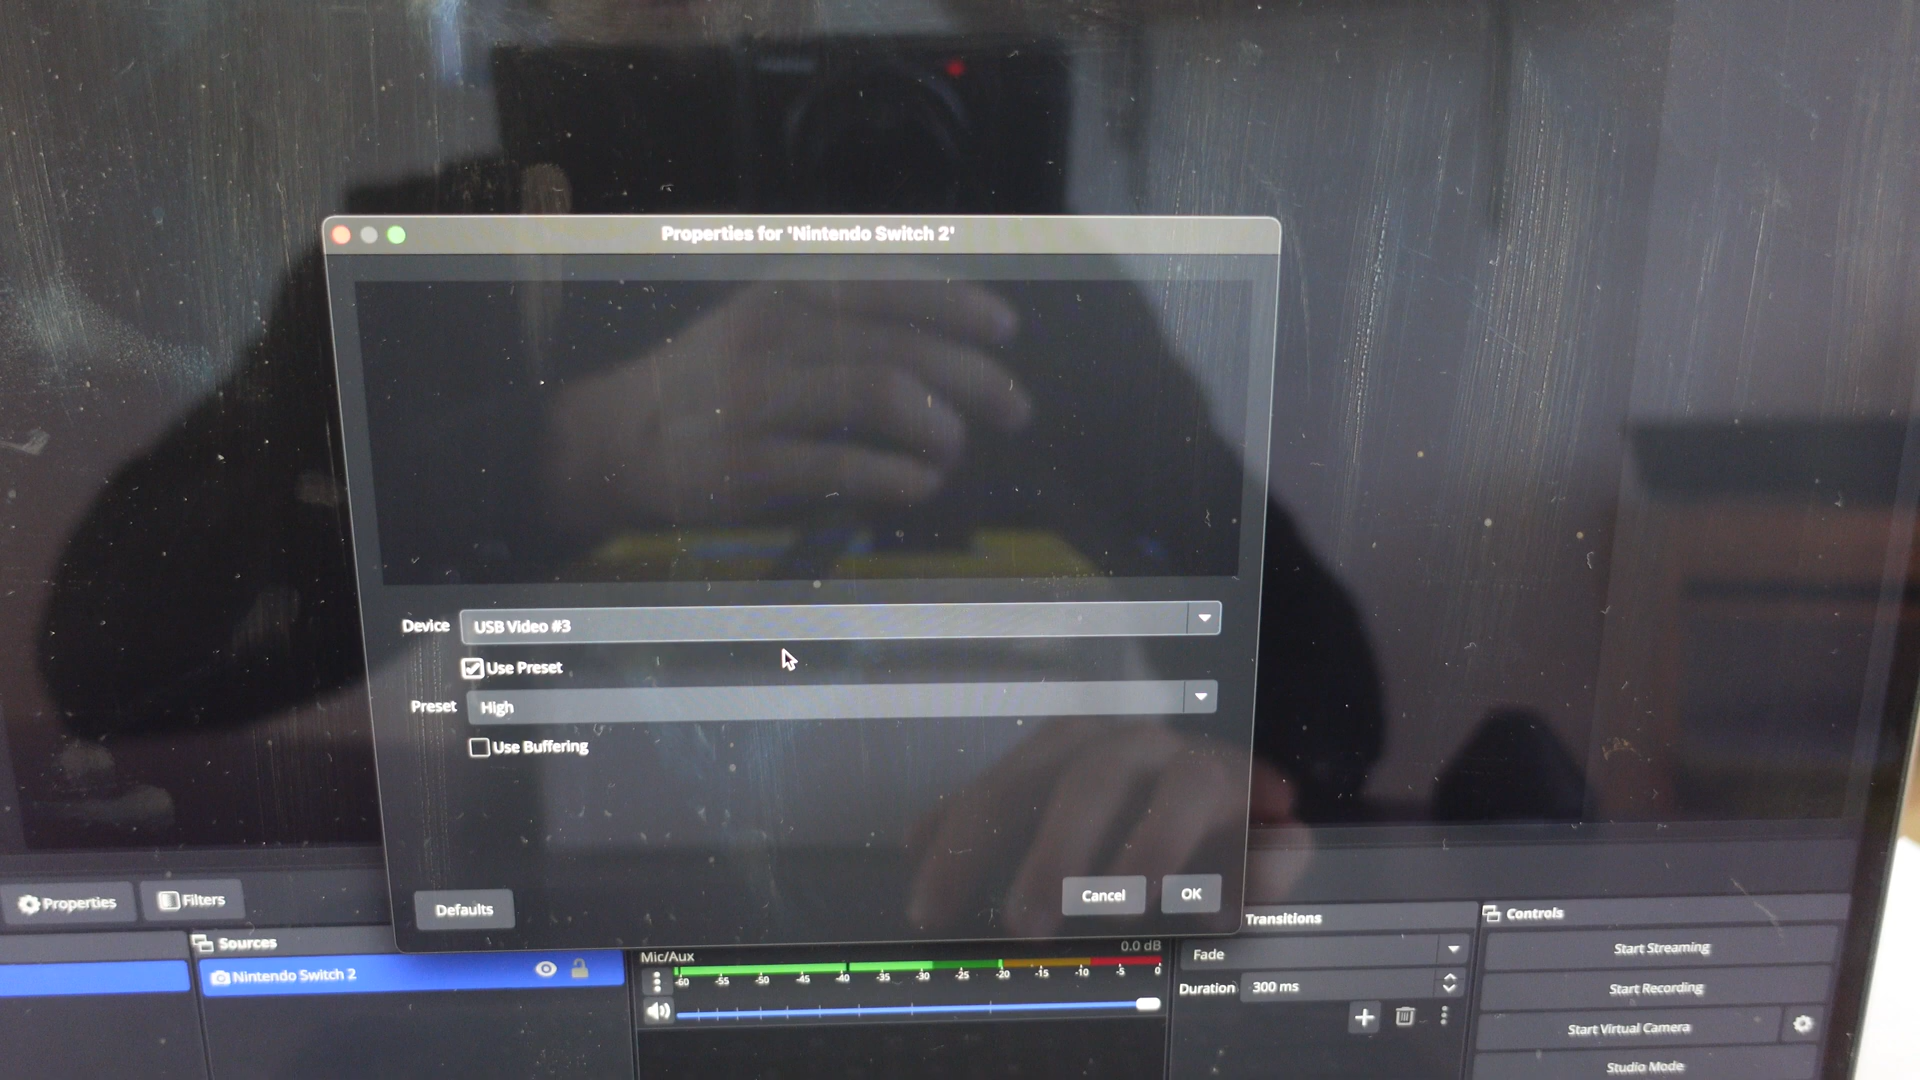 Properties for 'Nintendo Switch 2'
Device
USB Video #3
Use Preset
Preset
High
Use Buffering
Defaults
Cancel
OK
Properties
Filters
Sources
Nintendo Switch 2
Mic/Aux
0.0 dB
-60 -55 -50 -45 -40 -35 -30 -25 -20 -15 -10 -5 0
Transitions
Fade
Duration
300 ms
Controls
Start Streaming
Start Recording
Start Virtual Camera
Studio Mode